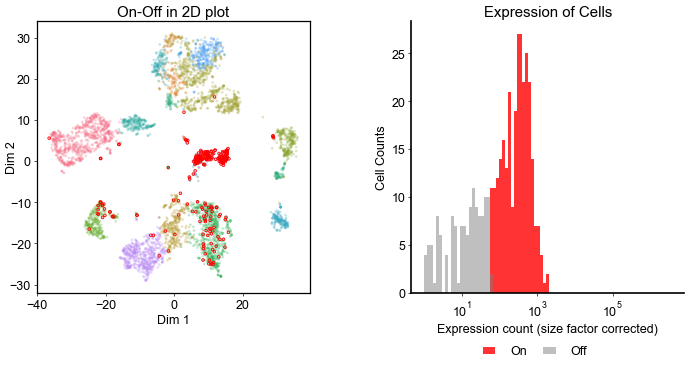 On-Off in 2D plot
Expression of Cells
30
20
10
0
−10
−20
−30
Dim 2
−40
−20
0
20
Dim 1
25
20
15
10
5
0
Cell Counts
10^1
10^3
10^5
Expression count (size factor corrected)
On
Off